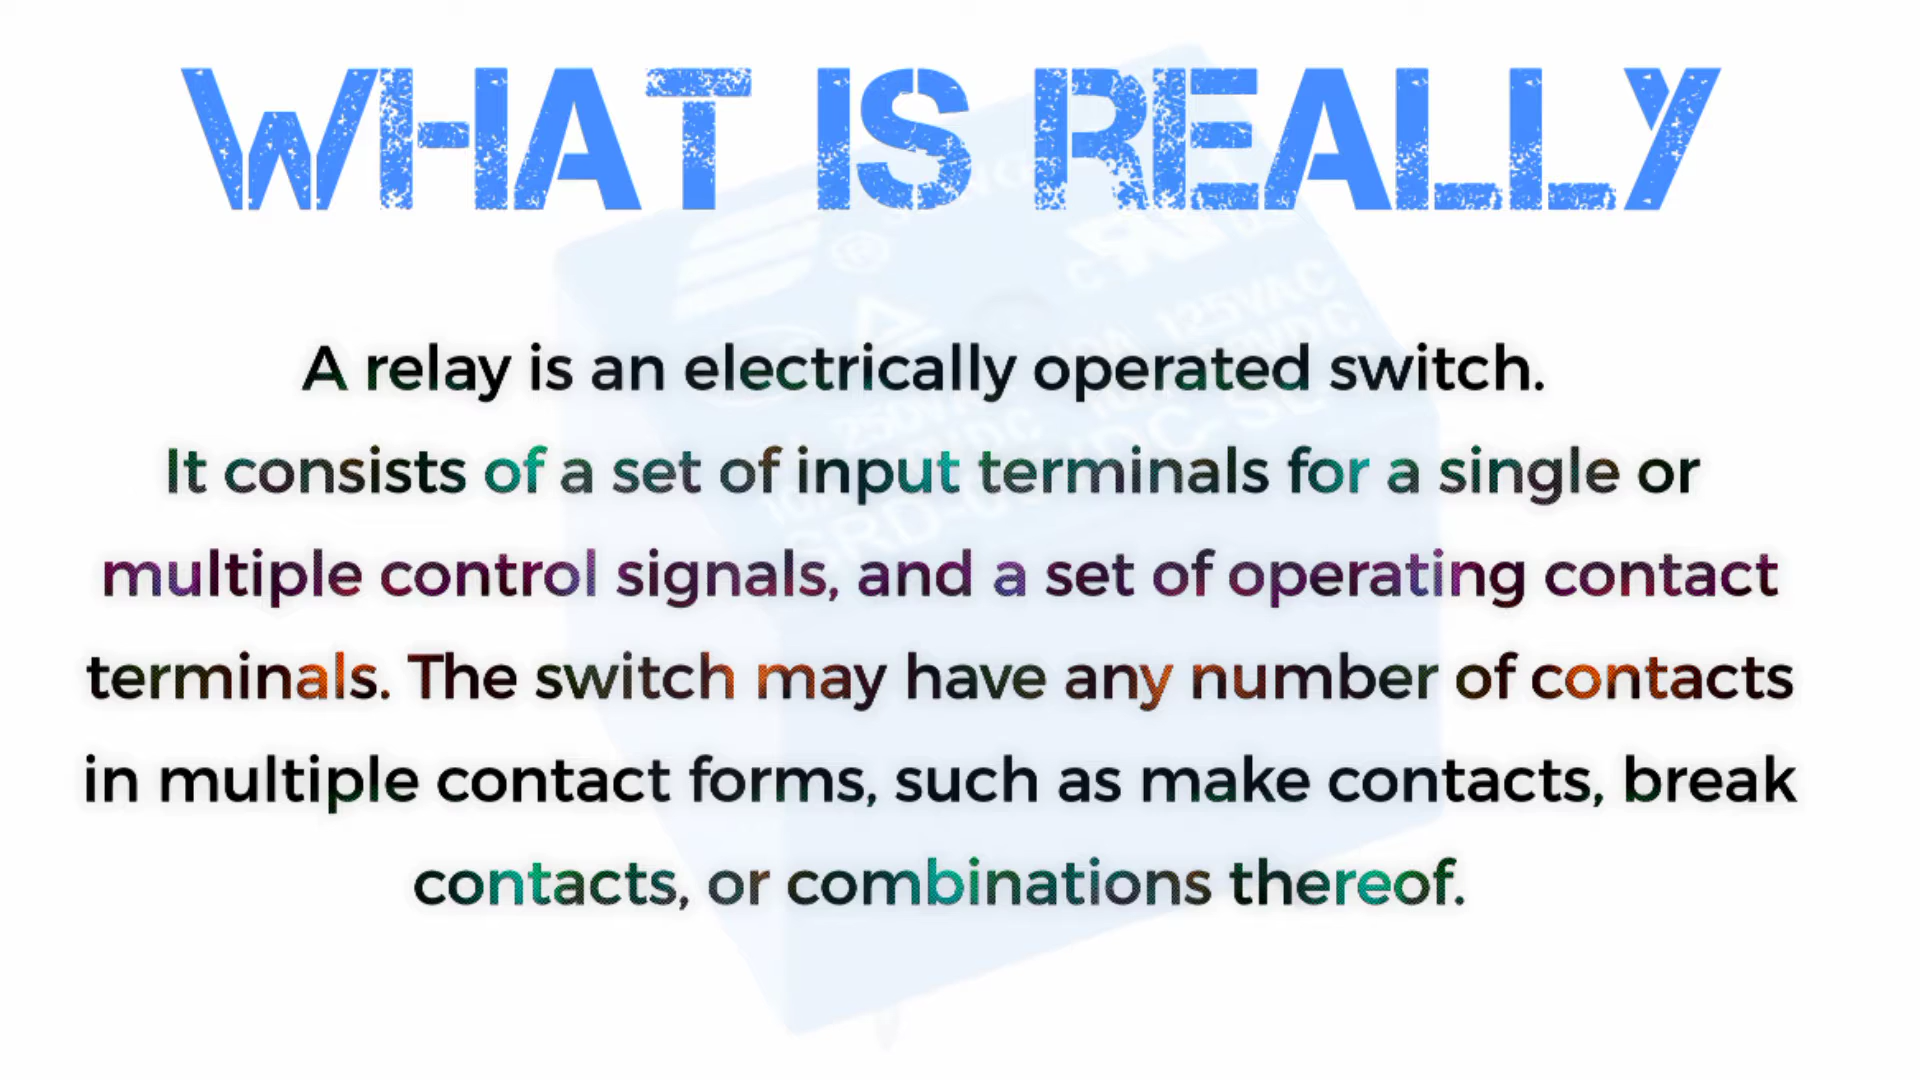 WHAT IS REALLY
A relay is an electrically operated switch.
It consists of a set of input terminals for a single or
multiple control signals, and a set of operating contact
terminals. The switch may have any number of contacts
in multiple contact forms, such as make contacts, break
contacts, or combinations thereof.